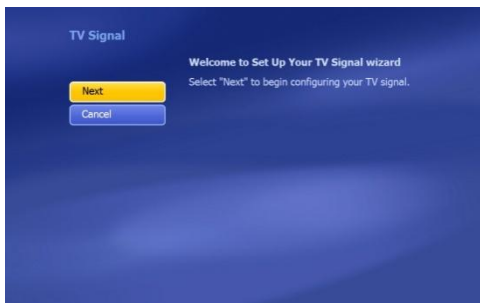 TV Signal
Welcome to Set Up Your TV Signal wizard
Select "Next" to begin configuring your TV signal.
Next
Cancel